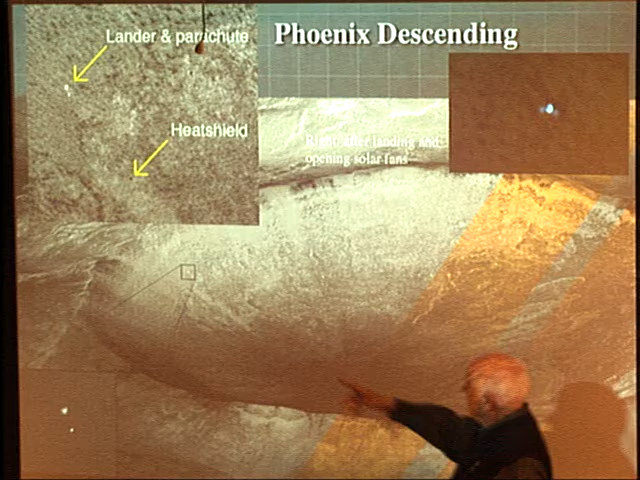 Phoenix Descending
Lander & parachute
Heatshield
Right after landing and
opening solar fans